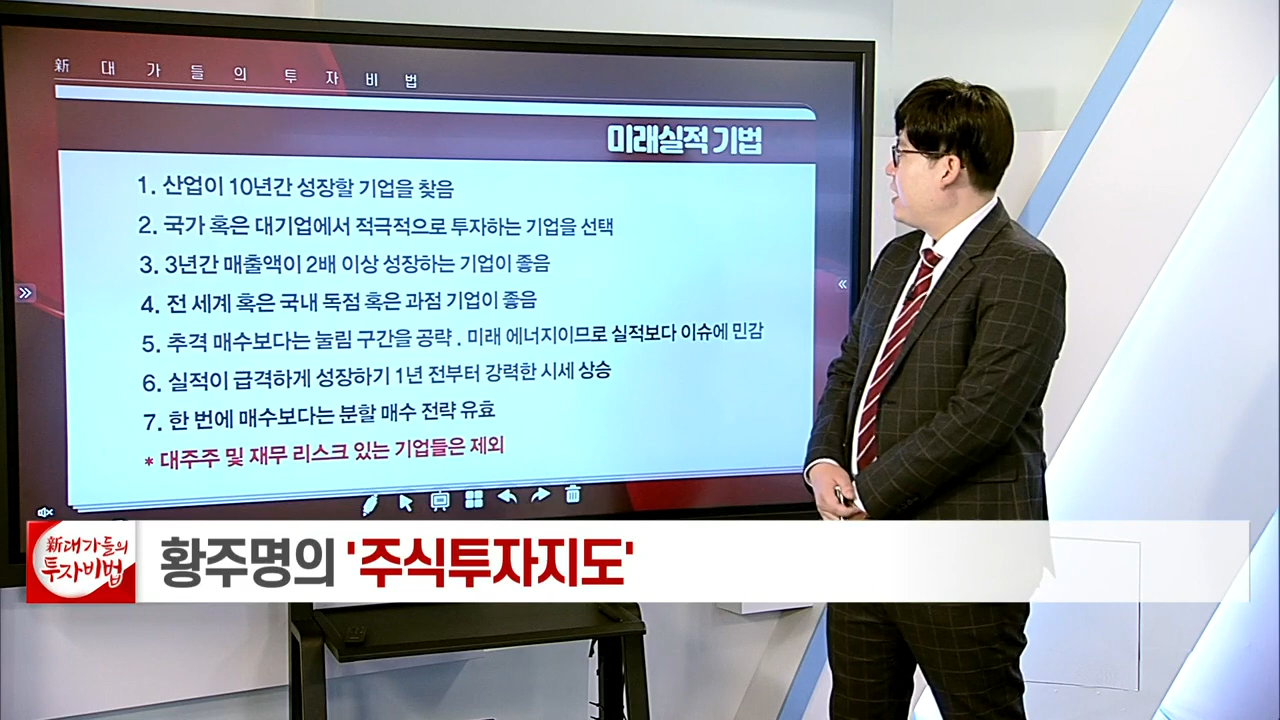 新 대 가 들 의 투 자 비 법
미래실적 기법
1. 산업이 10년간 성장할 기업을 찾음
2. 국가 혹은 대기업에서 적극적으로 투자하는 기업을 선택
3. 3년간 매출액이 2배 이상 성장하는 기업이 좋음
4. 전 세계 혹은 국내 독점 혹은 과점 기업이 좋음
5. 추격 매수보다는 눌림 구간을 공략 . 미래 에너지이므로 실적보다 이슈에 민감
6. 실적이 급격하게 성장하기 1년 전부터 강력한 시세 상승
7. 한 번에 매수보다는 분할 매수 전략 유효
* 대주주 및 재무 리스크 있는 기업들은 제외
新대가들의
투자비법
황주명의 '주식투자지도'